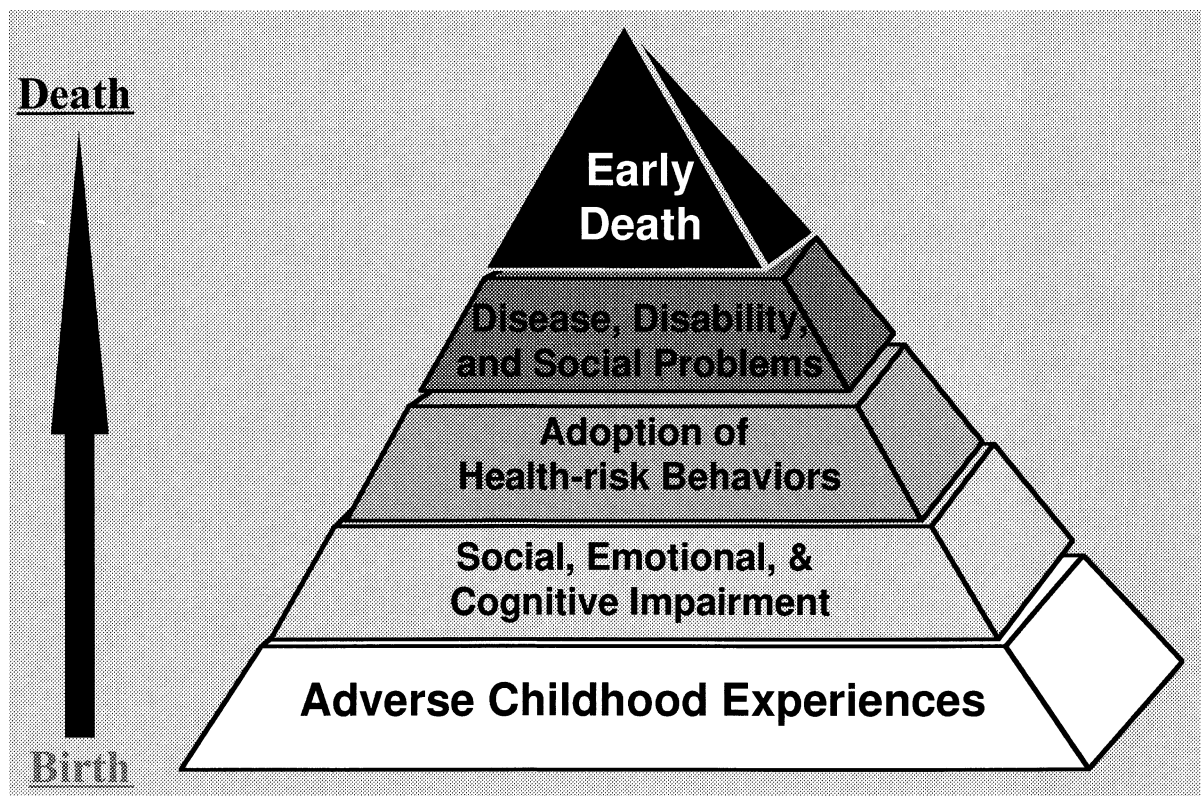 Death
Early
Death
Disease, Disability,
and Social Problems
Adoption of
Health-risk Behaviors
Social, Emotional, &
Cognitive Impairment
Adverse Childhood Experiences
Birth